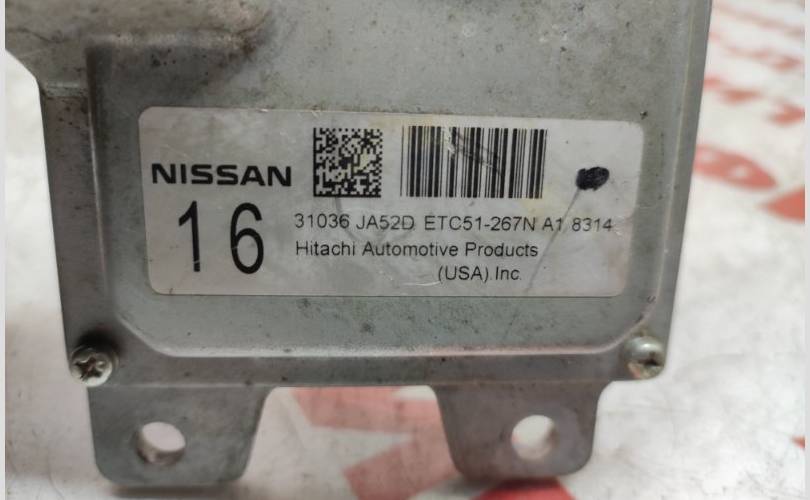 NISSAN
16
31036 JA52D ETC51-267N A1 8314
Hitachi Automotive Products
(USA) Inc.